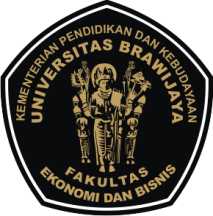 KEMENTERIAN PENDIDIKAN DAN KEBUDAYAAN
UNIVERSITAS BRAWIJAYA
FAKULTAS
EKONOMI DAN BISNIS